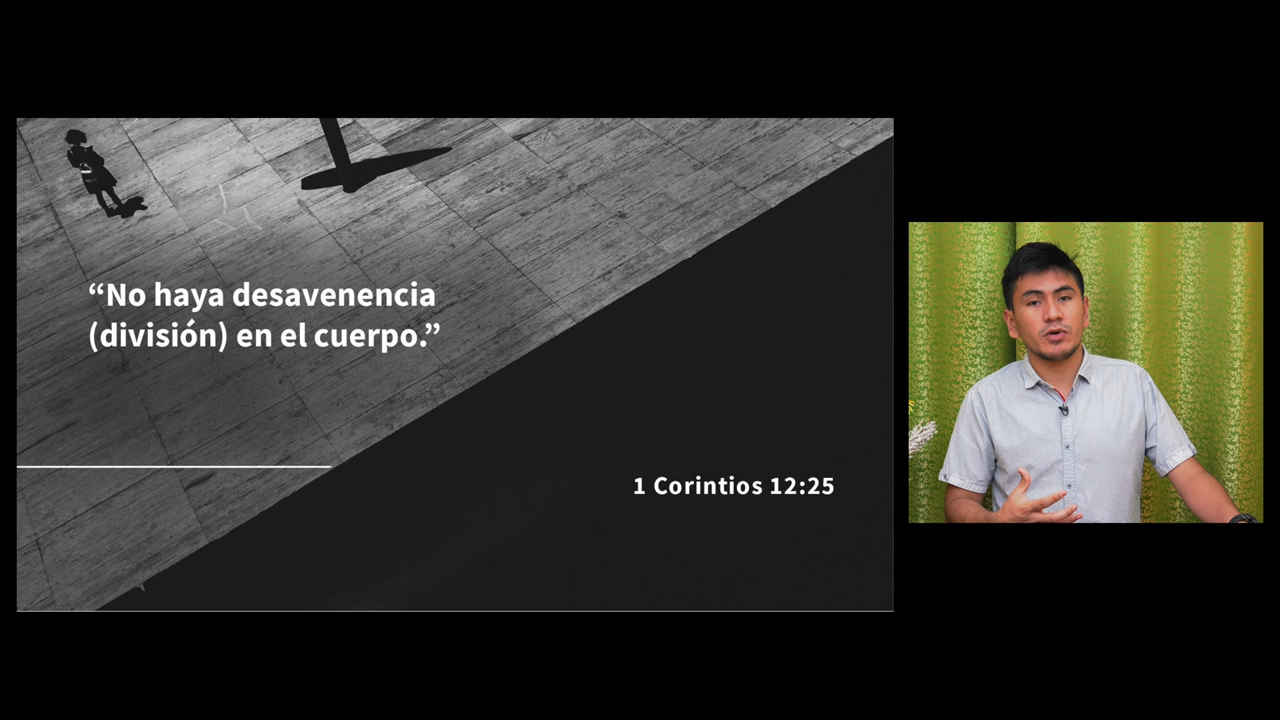 “No haya desavenencia
(división) en el cuerpo.”
1 Corintios 12:25